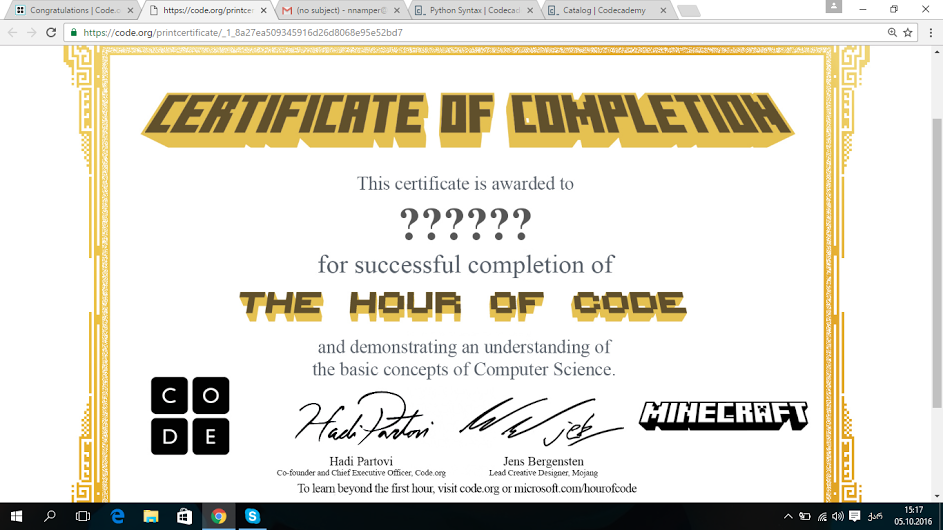 Congratulations | Code.o
https://code.org/printcer
(no subject) - nnamper@
Python Syntax | Codecad
Catalog | Codecademy
https://code.org/printcertificate/_1_8a27ea509345916d26d8068e95e52bd7
CERTIFICATE OF COMPLETION
This certificate is awarded to
??????
for successful completion of
THE HOUR OF CODE
and demonstrating an understanding of
the basic concepts of Computer Science.
C O
D E
Hadi Partovi
jeb
MINECRAFT
Hadi Partovi
Co-founder and Chief Executive Officer, Code.org
Jens Bergensten
Lead Creative Designer, Mojang
To learn beyond the first hour, visit code.org or microsoft.com/hourofcode
ქარ
15:17
05.10.2016